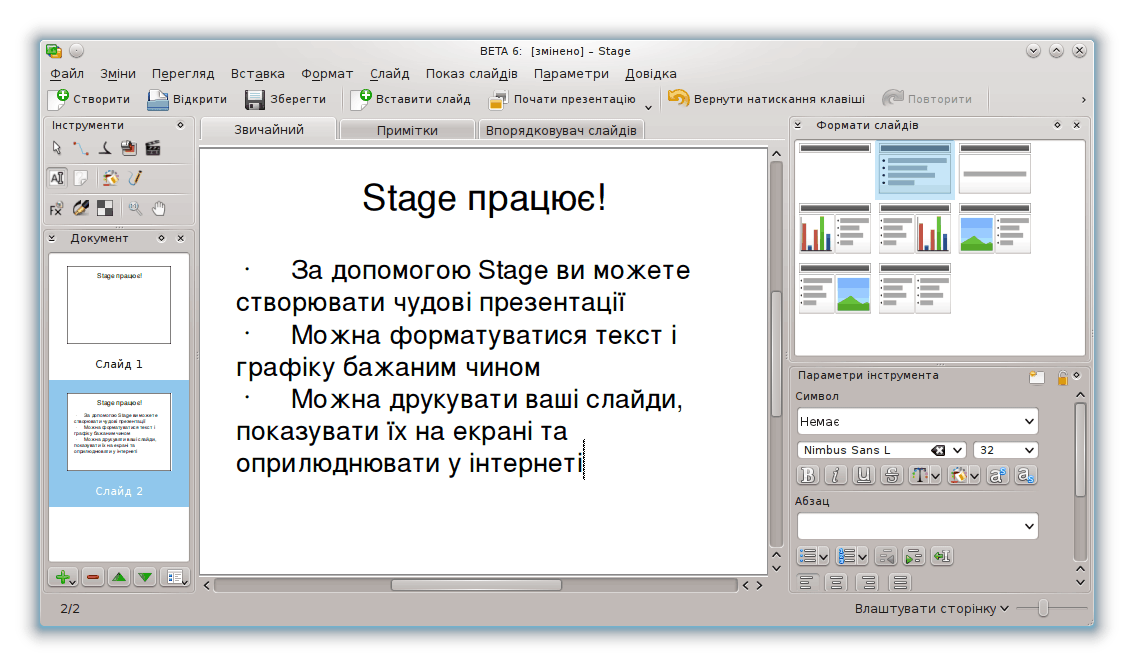 ВЕТА 6:  [змінено] – Stage
Файл Зміни Перегляд Вставка Формат Слайд Показ слайдів Параметри Довідка
Створити Відкрити Зберегти Вставити слайд Почати презентацію Вернути натискання клавіші Повторити
Інструменти
Звичайний Примітки Впорядковувач слайдів
Формати слайдів
Документ
Stage працює!
Слайд 1
Stage працює!
За допомогою Stage ви можете
створювати чудові презентації
Можна форматуватися текст і
графіку бажаним чином
Можна друкувати ваші слайди,
показувати їх на екрані та
оприлюднювати у інтернеті
Слайд 2
Stage працює!
· За допомогою Stage ви можете
створювати чудові презентації
· Можна форматуватися текст і
графіку бажаним чином
· Можна друкувати ваші слайди,
показувати їх на екрані та
оприлюднювати у інтернеті
Параметри інструмента
Символ
Немає
Nimbus Sans L 32
Абзац
2/2
Влаштувати сторінку